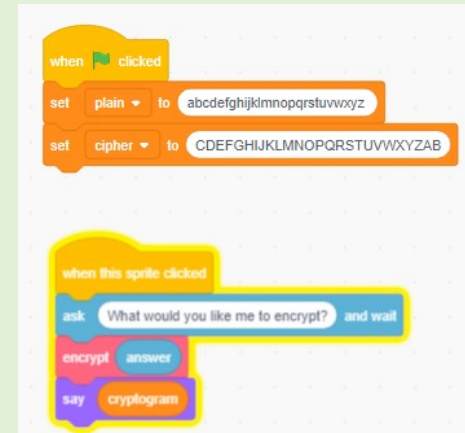 when clicked
set plain to abcdefghijklmnopqrstuvwxyz
set cipher to CDEFGHIJKLMNOPQRSTUVWXYZAB
when this sprite clicked
ask What would you like me to encrypt? and wait
encrypt answer
say cryptogram